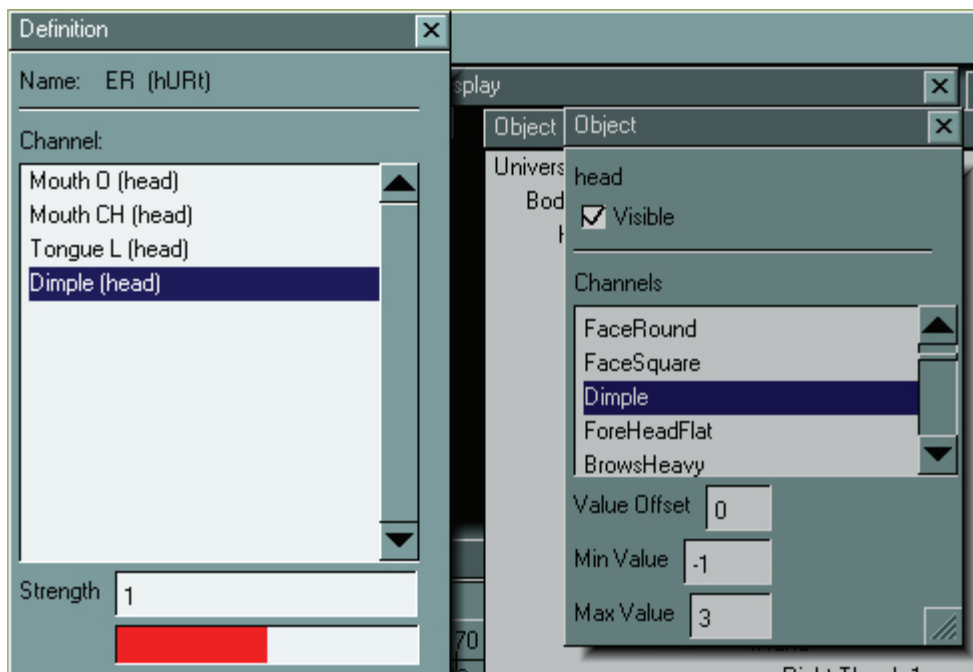 Definition
Name: ER (hURt)
Channel:
Mouth O (head)
Mouth CH (head)
Tongue L (head)
Dimple (head)
Strength 1
70
splay
Object
Univers
Bod
Object
head
Visible
Channels
FaceRound
FaceSquare
Dimple
ForeHeadFlat
BrowsHeavy
Value Offset 0
Min Value -1
Max Value 3